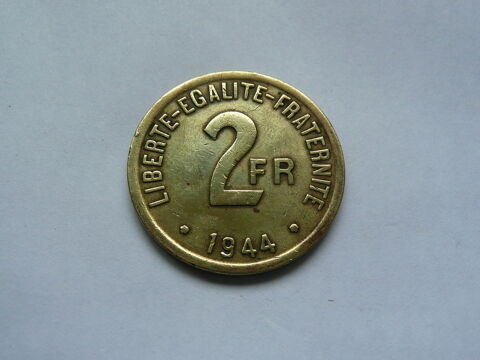 LIBERTE-EGALITE-FRATERNITE
2 FR
• 1944 •